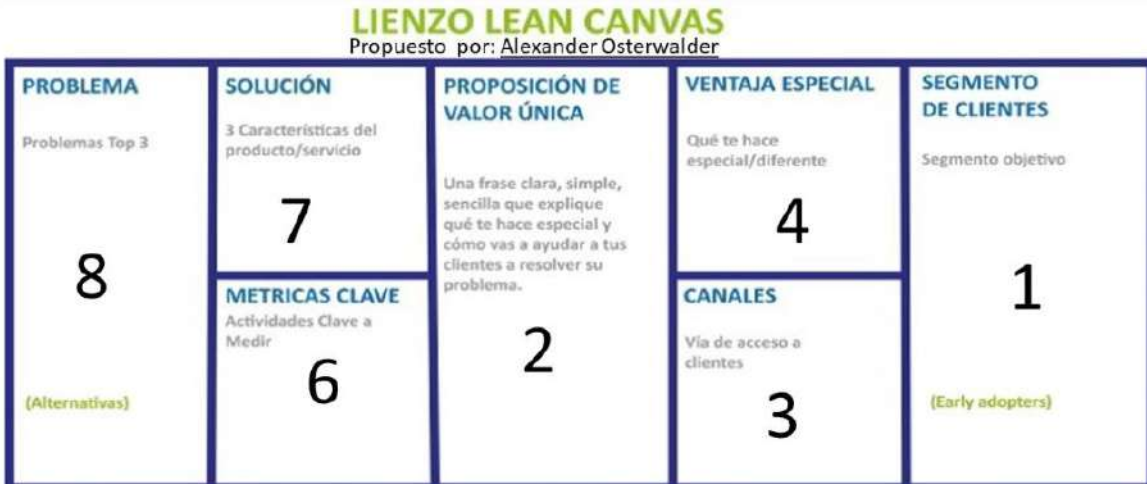 LIENZO LEAN CANVAS
Propuesto por: Alexander Osterwalder
PROBLEMA
Problemas Top 3
8
(Alternativas)
SOLUCIÓN
3 Características del
producto/servicio
7
METRICAS CLAVE
Actividades Clave a
Medir
6
PROPOSICIÓN DE
VALOR ÚNICA
Una frase clara, simple,
sencilla que explique
qué te hace especial y
cómo vas a ayudar a tus
clientes a resolver su
problema.
2
VENTAJA ESPECIAL
Qué te hace
especial/diferente
4
CANALES
Vía de acceso a
clientes
3
SEGMENTO
DE CLIENTES
Segmento objetivo
1
(Early adopters)